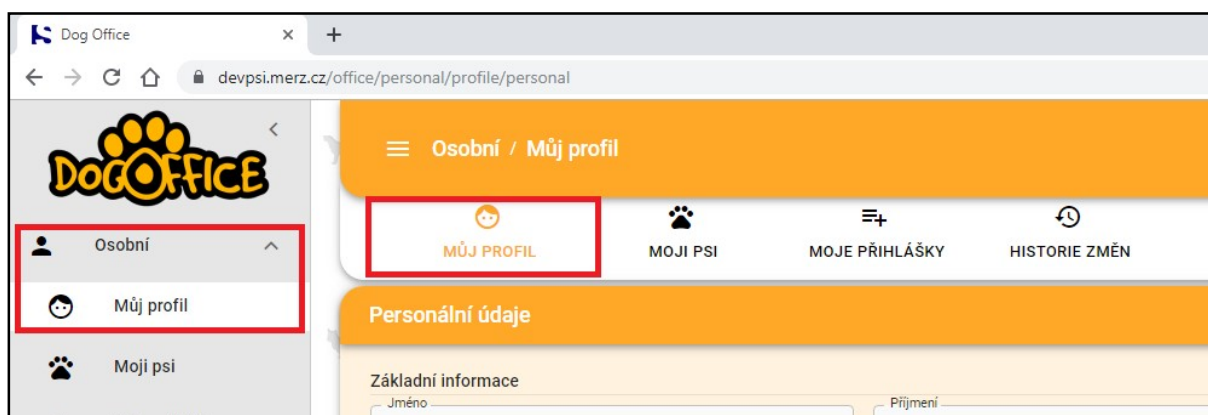 Dog Office
devpsi.merz.cz/office/personal/profile/personal
DOGOFFICE
Osobní / Můj profil
MŮJ PROFIL MOJI PSI MOJE PŘIHLÁŠKY HISTORIE ZMĚN
Osobní
Můj profil
Moji psi
Personální údaje
Základní informace
Jméno Příjmení